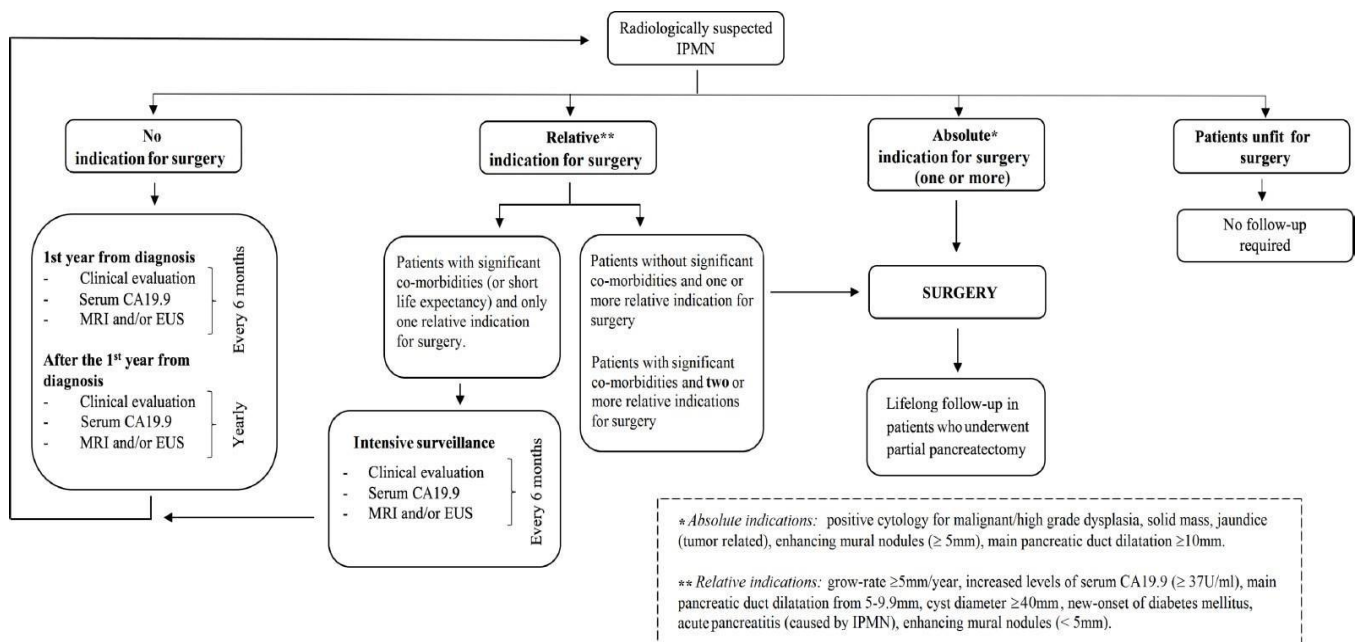 Radiologically suspected
IPMN
No
indication for surgery
Relative**
indication for surgery
Absolute*
indication for surgery
(one or more)
Patients unfit for
surgery
No follow-up
required
1st year from diagnosis
- Clinical evaluation
- Serum CA19.9
- MRI and/or EUS
Every 6 months
After the 1st year from
diagnosis
- Clinical evaluation
- Serum CA19.9
- MRI and/or EUS
Yearly
Patients with significant
co-morbidities (or short
life expectancy) and only
one relative indication
for surgery.
Patients without significant
co-morbidities and one or
more relative indication for
surgery
Patients with significant
co-morbidities and two or
more relative indications
for surgery
SURGERY
Lifelong follow-up in
patients who underwent
partial pancreatectomy
Intensive surveillance
- Clinical evaluation
- Serum CA19.9
- MRI and/or EUS
Every 6 months
* Absolute indications: positive cytology for malignant/high grade dysplasia, solid mass, jaundice
(tumor related), enhancing mural nodules (≥ 5mm), main pancreatic duct dilatation ≥10mm.
** Relative indications: grow-rate ≥5mm/year, increased levels of serum CA19.9 (≥ 37U/ml), main
pancreatic duct dilatation from 5-9.9mm, cyst diameter ≥40mm, new-onset of diabetes mellitus,
acute pancreatitis (caused by IPMN), enhancing mural nodules (< 5mm).